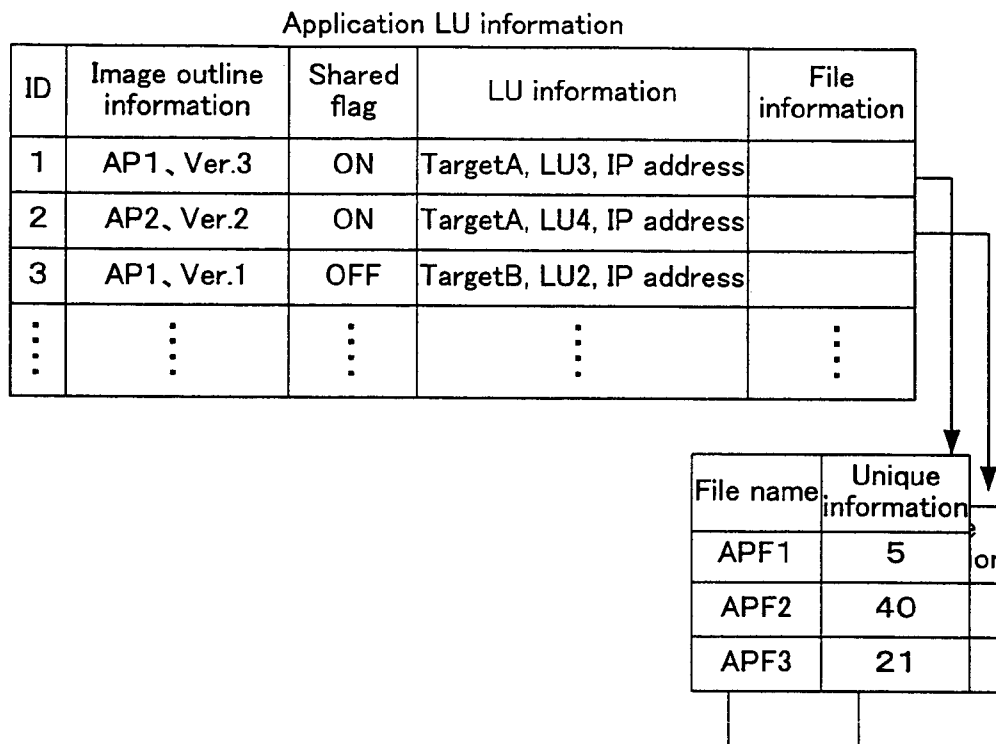 Application LU information
ID Image outline information Shared flag LU information File information
1 AP1、Ver.3 ON TargetA, LU3, IP address
2 AP2、Ver.2 ON TargetA, LU4, IP address
3 AP1、Ver.1 OFF TargetB, LU2, IP address
File name Unique information
APF1 5
APF2 40
APF3 21